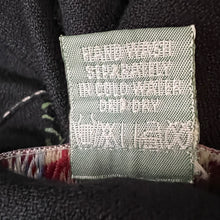 HAND WASH
SEPARATELY
IN COLD WATER
DRIP DRY